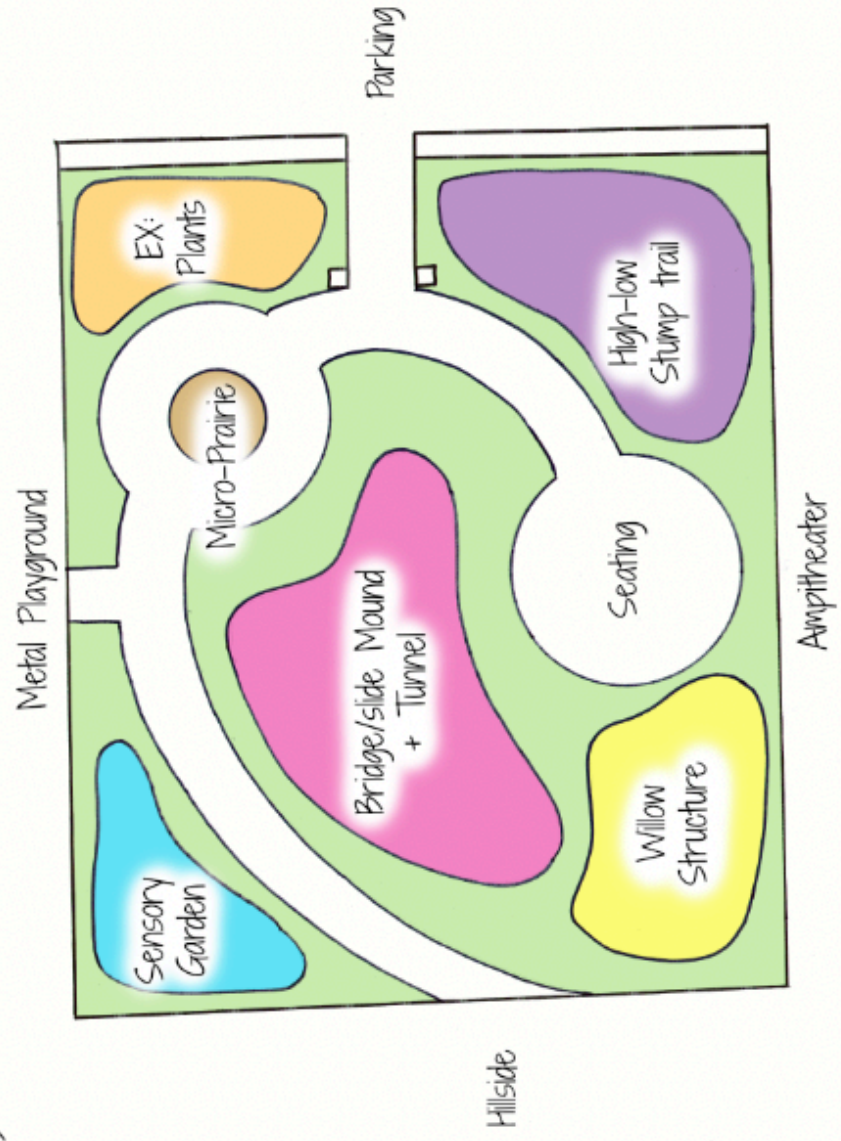 Metal Playground
Sensory
Garden
EX:
Plants
Micro-Prairie
Parking
Bridge/slide Mound
+ Tunnel
Hillside
Seating
High-low
Stump trail
Willow
Structure
Ampitheater